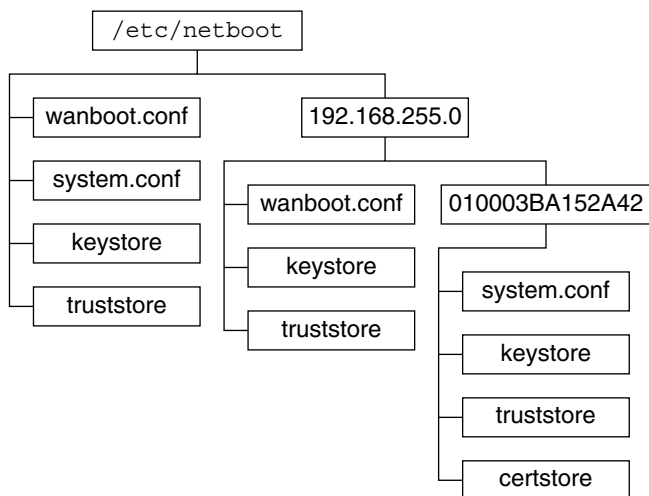 /etc/netboot
wanboot.conf
system.conf
keystore
truststore
192.168.255.0
wanboot.conf
keystore
truststore
010003BA152A42
system.conf
keystore
truststore
certstore